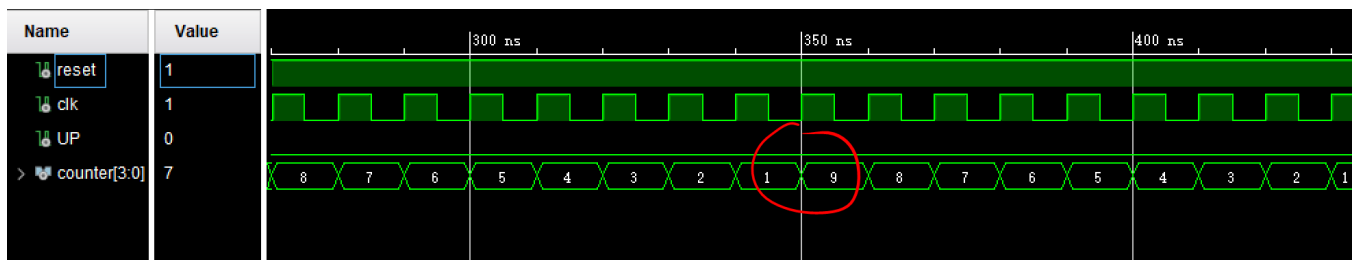 Name Value
300 ns 350 ns 400 ns
reset 1
clk 1
UP 0
> counter[3:0] 7 8 7 6 5 4 3 2 1 9 8 7 6 5 4 3 2 1